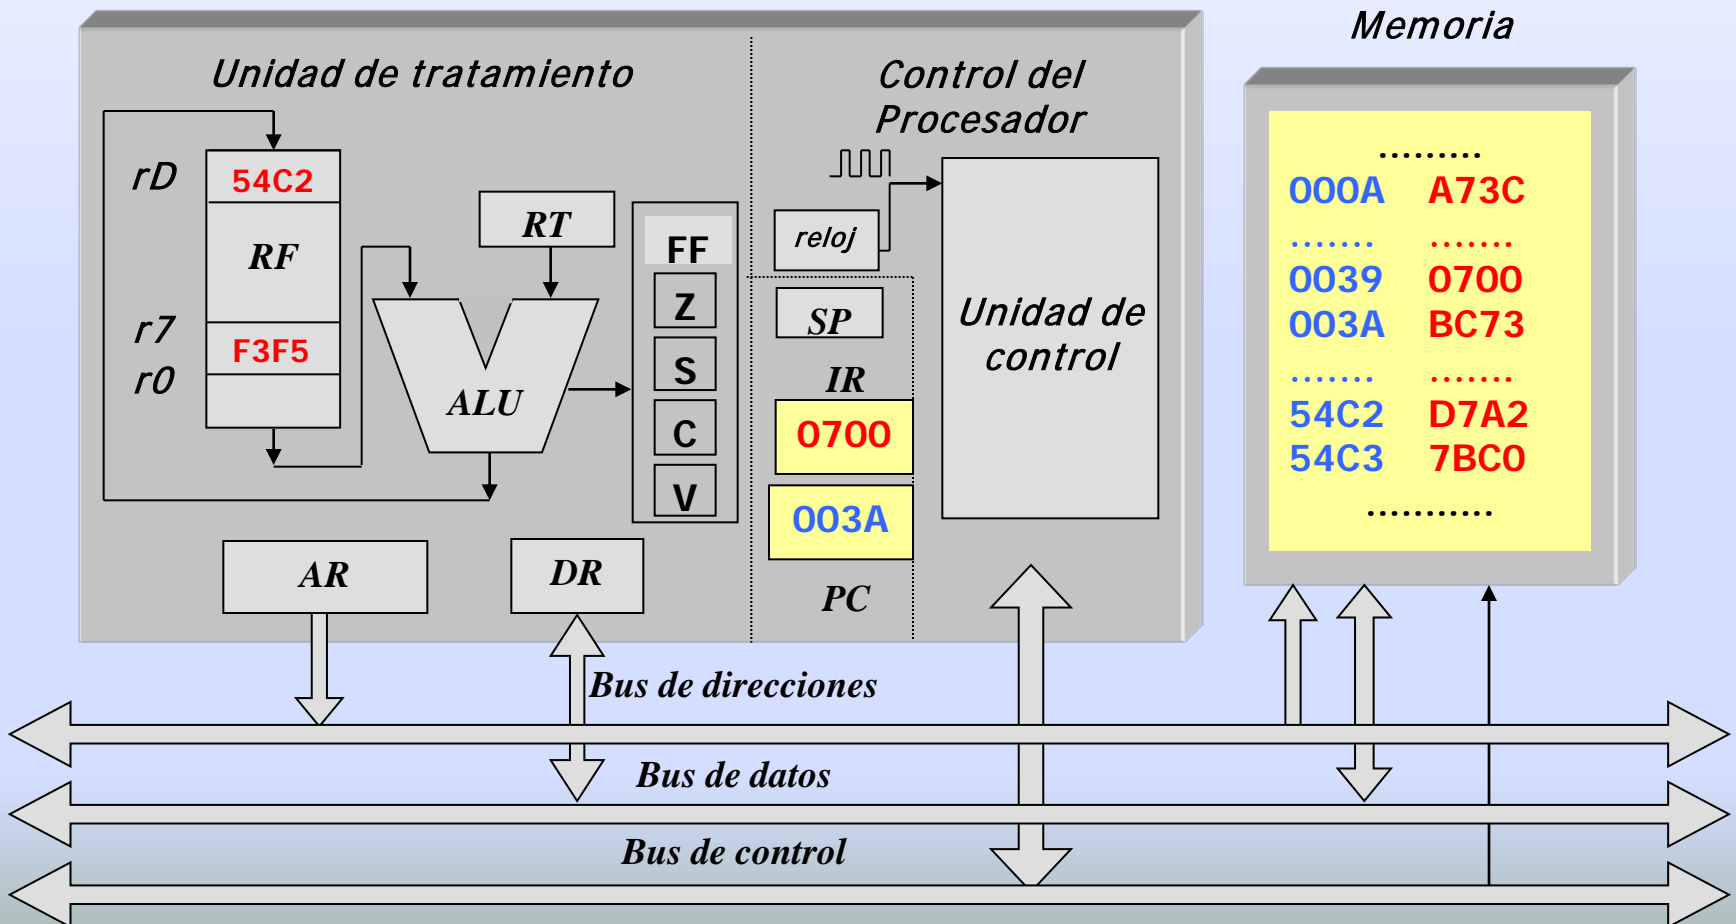 Memoria
Unidad de tratamiento
Control del
Procesador
rD
54C2
RF
r7
F3F5
r0
RT
ALU
FF
Z
S
C
V
reloj
SP
IR
0700
003A
PC
Unidad de
control
.........
000A A73C
....... .......
0039 0700
003A BC73
....... .......
54C2 D7A2
54C3 7BC0
...........
AR
DR
Bus de direcciones
Bus de datos
Bus de control